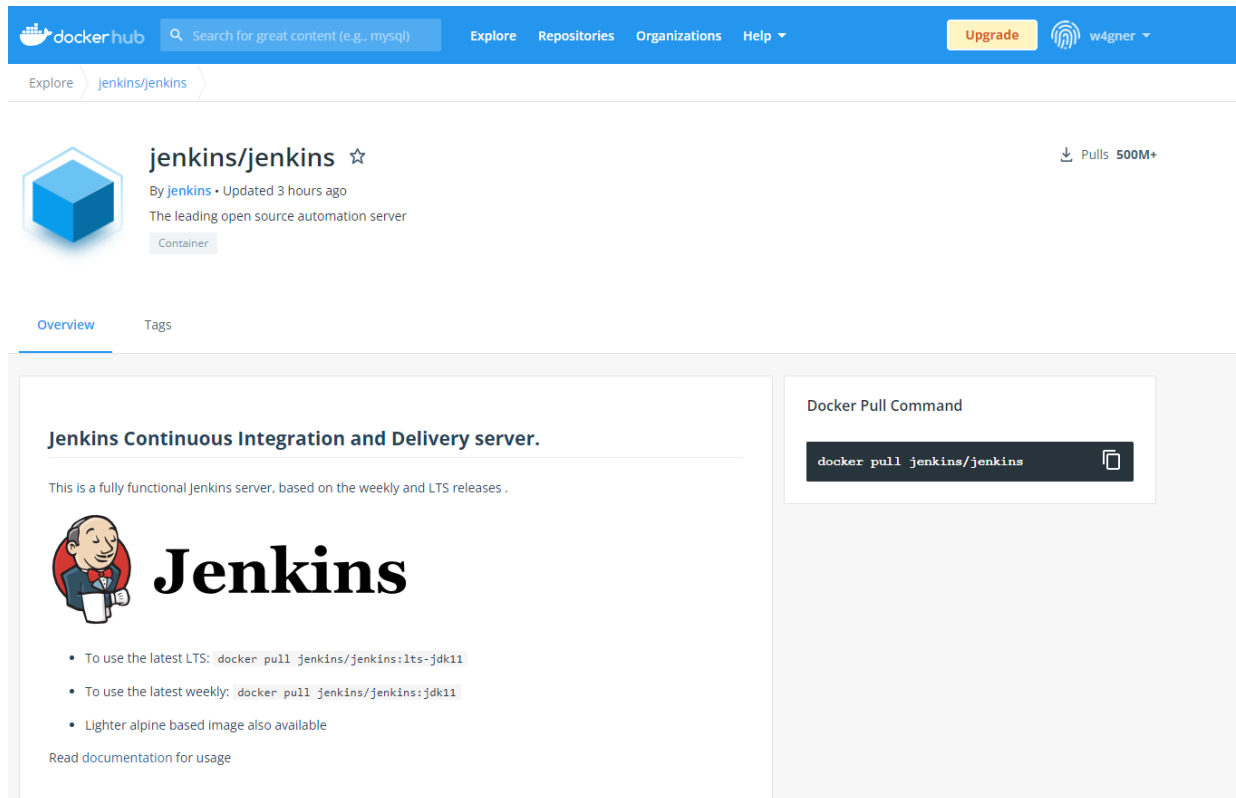 dockerhub Search for great content (e.g., mysql) Explore Repositories Organizations Help Upgrade w4gner
Explore jenkins/jenkins
jenkins/jenkins
Pulls 500M+
By jenkins • Updated 3 hours ago
The leading open source automation server
Container
Overview Tags
Docker Pull Command
docker pull jenkins/jenkins
Jenkins Continuous Integration and Delivery server.
This is a fully functional Jenkins server, based on the weekly and LTS releases .
Jenkins
• To use the latest LTS: docker pull jenkins/jenkins:lts-jdk11
• To use the latest weekly: docker pull jenkins/jenkins:jdk11
• Lighter alpine based image also available
Read documentation for usage